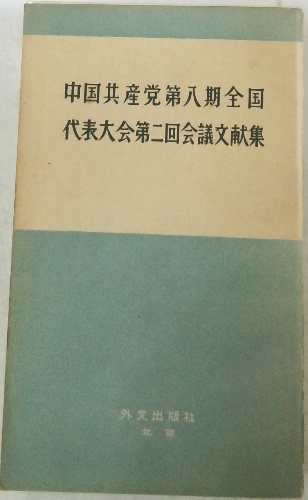 中国共産党第八期全国
代表大会第二回会議文献集
外文出版社
北京